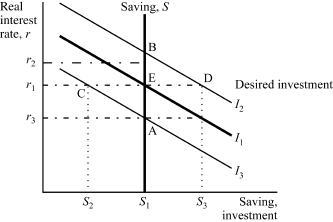 Real
interest
rate, r
Saving, S
B
r₂
E
D
r₁
C
Desired investment
I₂
r₃
A
I₁
I₃
S₂
S₁
S₃
Saving,
investment